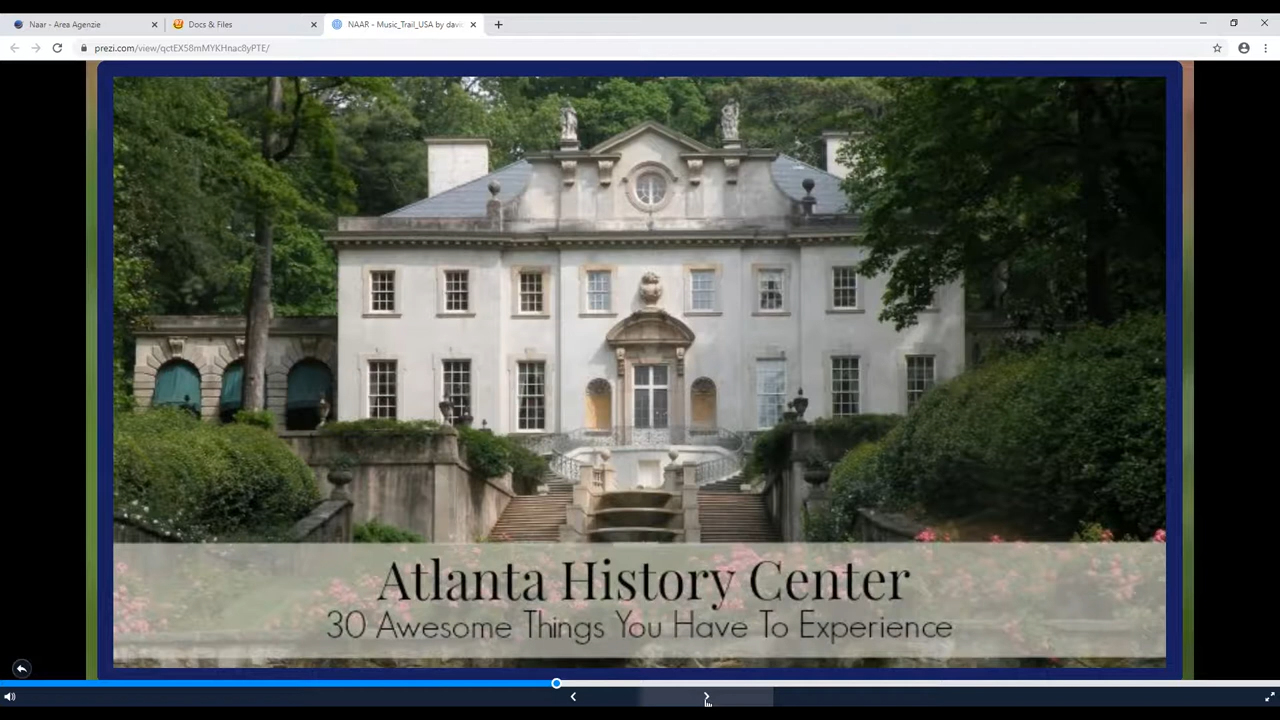 Naar - Area Agenzie
Docs & Files
NAAR - Music_Trail_USA by davi
prezi.com/view/qctEX58mMYKHnac8yPTE/
Atlanta History Center
30 Awesome Things You Have To Experience